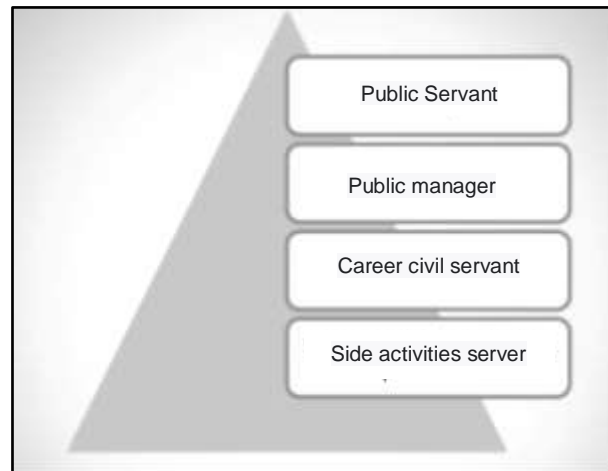 Public Servant
Public manager
Career civil servant
Side activities server